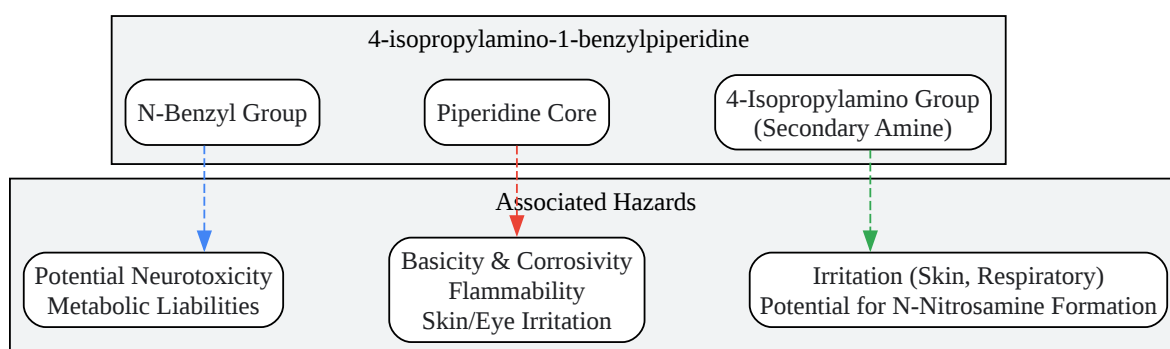 4-isopropylamino-1-benzylpiperidine
N-Benzyl Group
Piperidine Core
4-Isopropylamino Group
(Secondary Amine)
Associated Hazards
Potential Neurotoxicity
Metabolic Liabilities
Basicity & Corrosivity
Flammability
Skin/Eye Irritation
Irritation (Skin, Respiratory)
Potential for N-Nitrosamine Formation